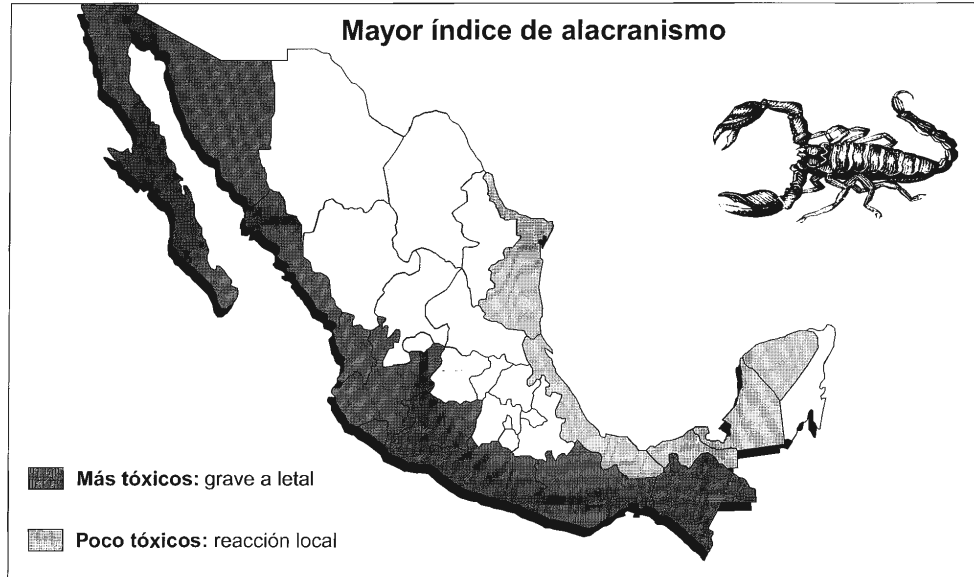 Mayor índice de alacranismo
Más tóxicos: grave a letal
Poco tóxicos: reacción local